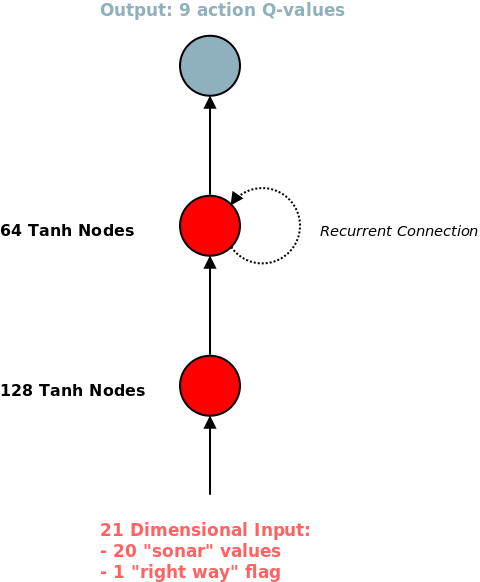 Output: 9 action Q-values
64 Tanh Nodes
Recurrent Connection
128 Tanh Nodes
21 Dimensional Input:
- 20 "sonar" values
- 1 "right way" flag